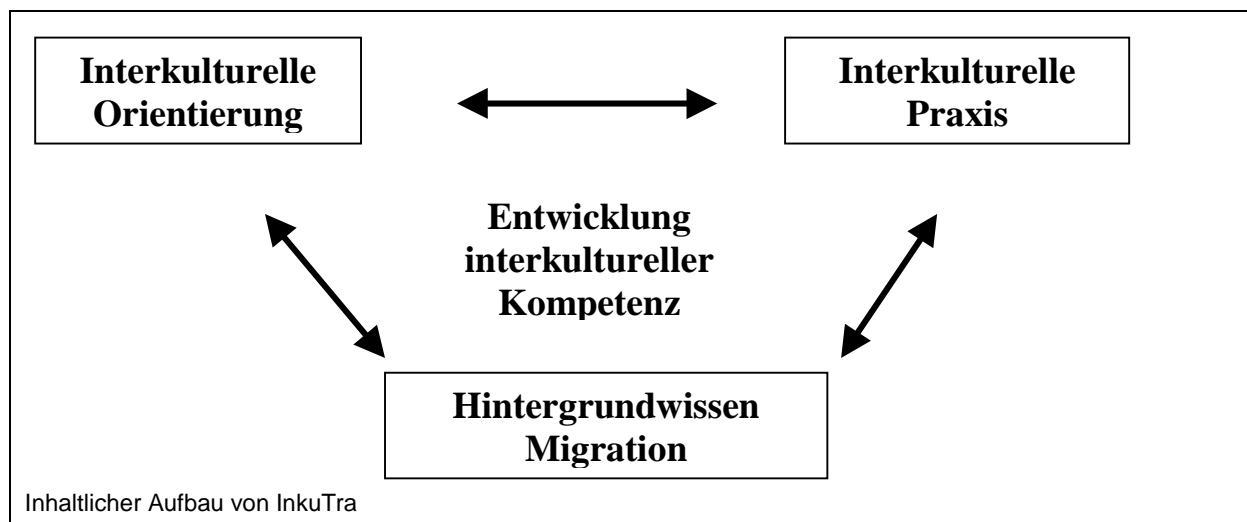 Interkulturelle
Orientierung
Interkulturelle
Praxis
Entwicklung
interkultureller
Kompetenz
Hintergrundwissen
Migration
Inhaltlicher Aufbau von InkuTra